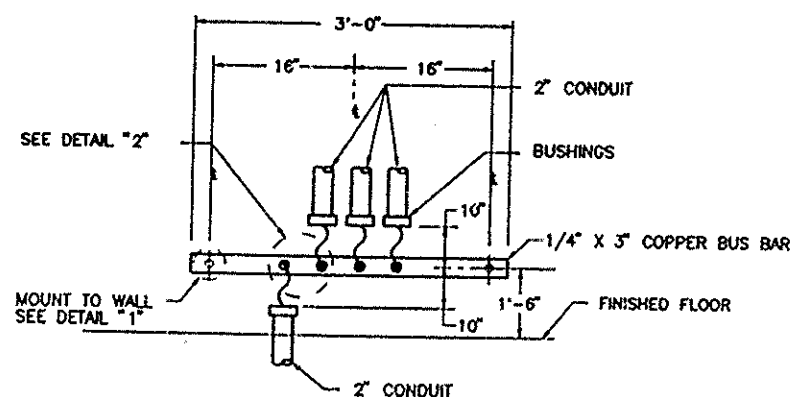 3'-0"
16" 16"
2" CONDUIT
SEE DETAIL "2"
BUSHINGS
10"
1/4" X 3" COPPER BUS BAR
MOUNT TO WALL
SEE DETAIL "1"
1'-6"
FINISHED FLOOR
10"
2" CONDUIT